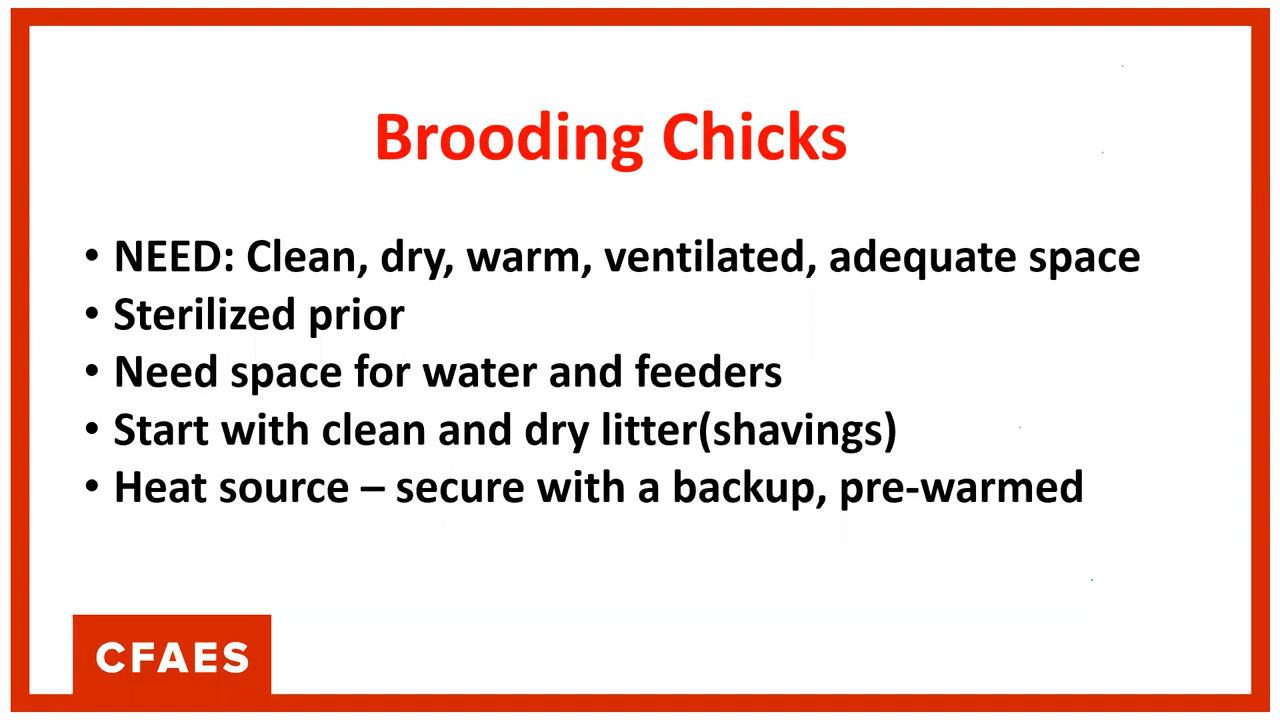 Brooding Chicks
• NEED: Clean, dry, warm, ventilated, adequate space
• Sterilized prior
• Need space for water and feeders
• Start with clean and dry litter(shavings)
• Heat source – secure with a backup, pre-warmed
CFAES